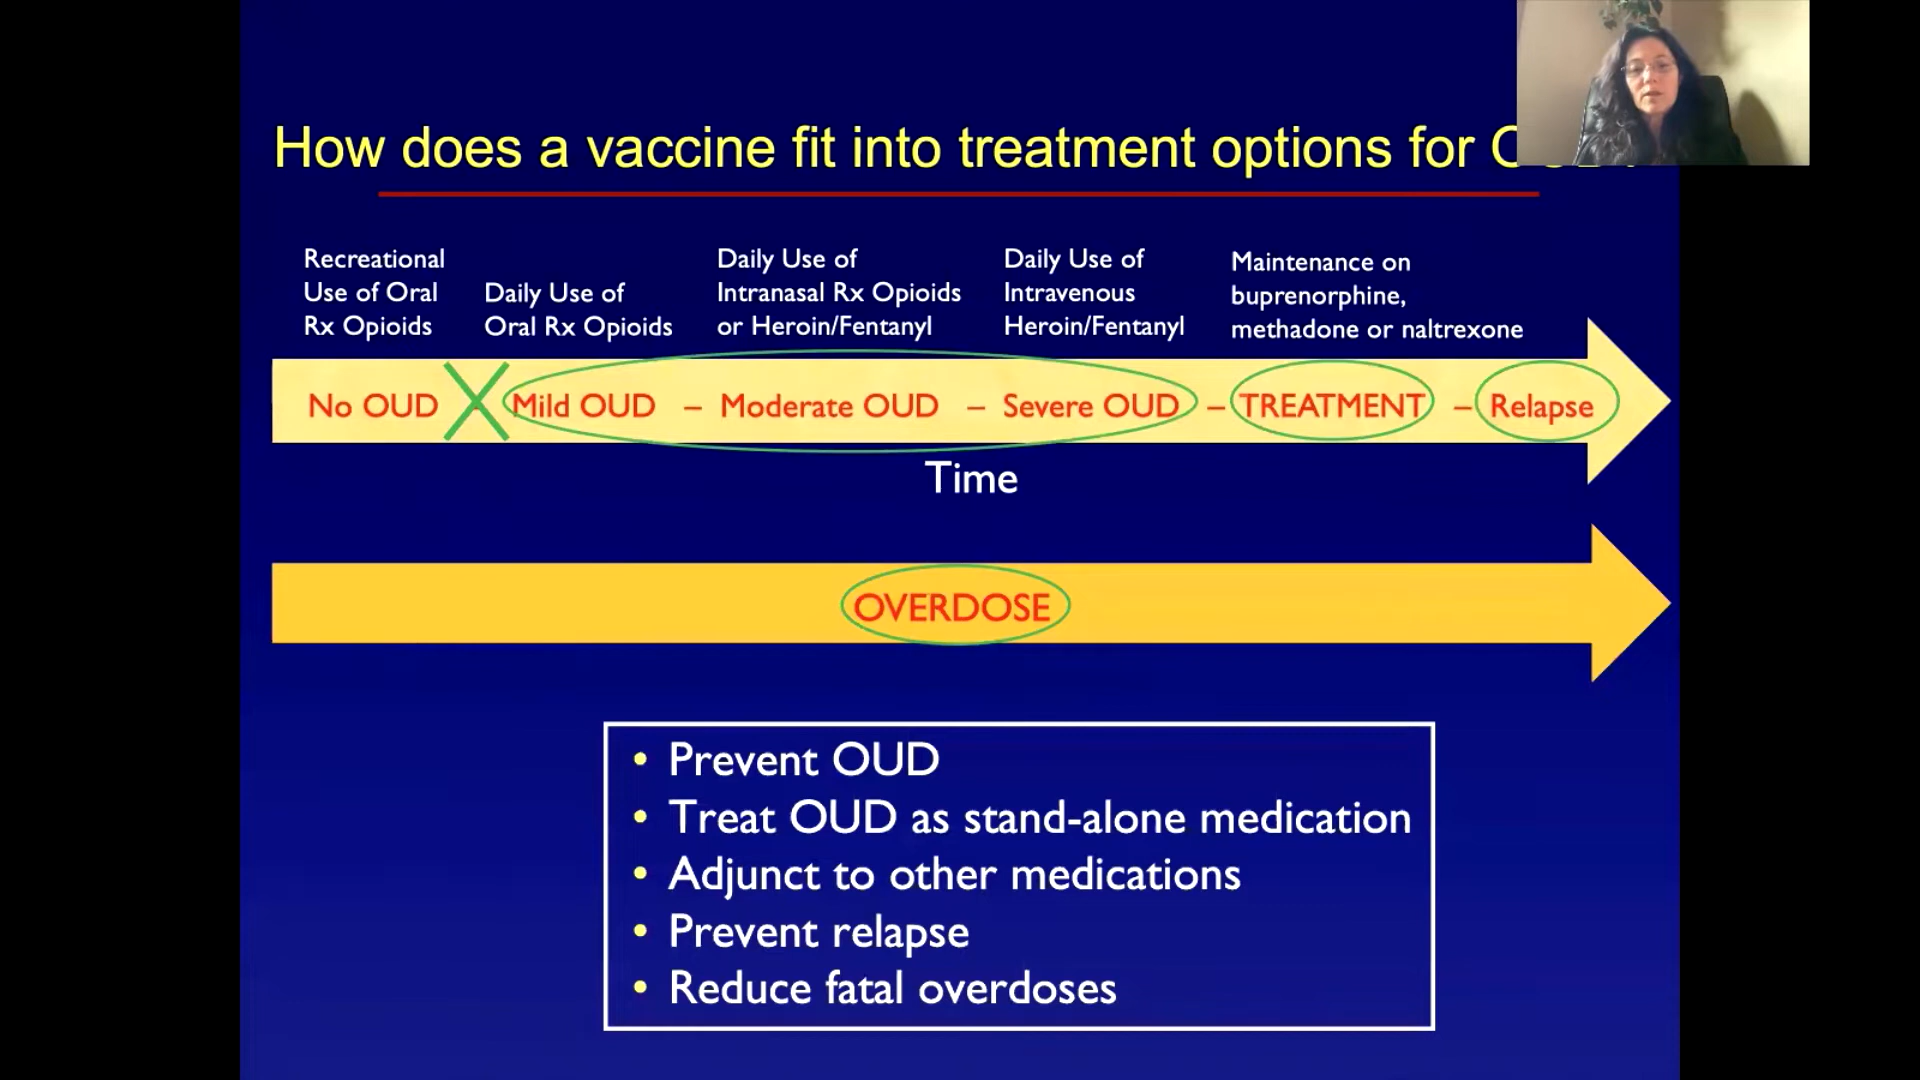 How does a vaccine fit into treatment options for
Recreational
Use of Oral
Rx Opioids
Daily Use of
Oral Rx Opioids
Daily Use of
Intranasal Rx Opioids
or Heroin/Fentanyl
Daily Use of
Intravenous
Heroin/Fentanyl
Maintenance on
buprenorphine,
methadone or naltrexone
No OUD - Mild OUD – Moderate OUD – Severe OUD – TREATMENT – Relapse
Time
OVERDOSE
• Prevent OUD
• Treat OUD as stand-alone medication
• Adjunct to other medications
• Prevent relapse
• Reduce fatal overdoses